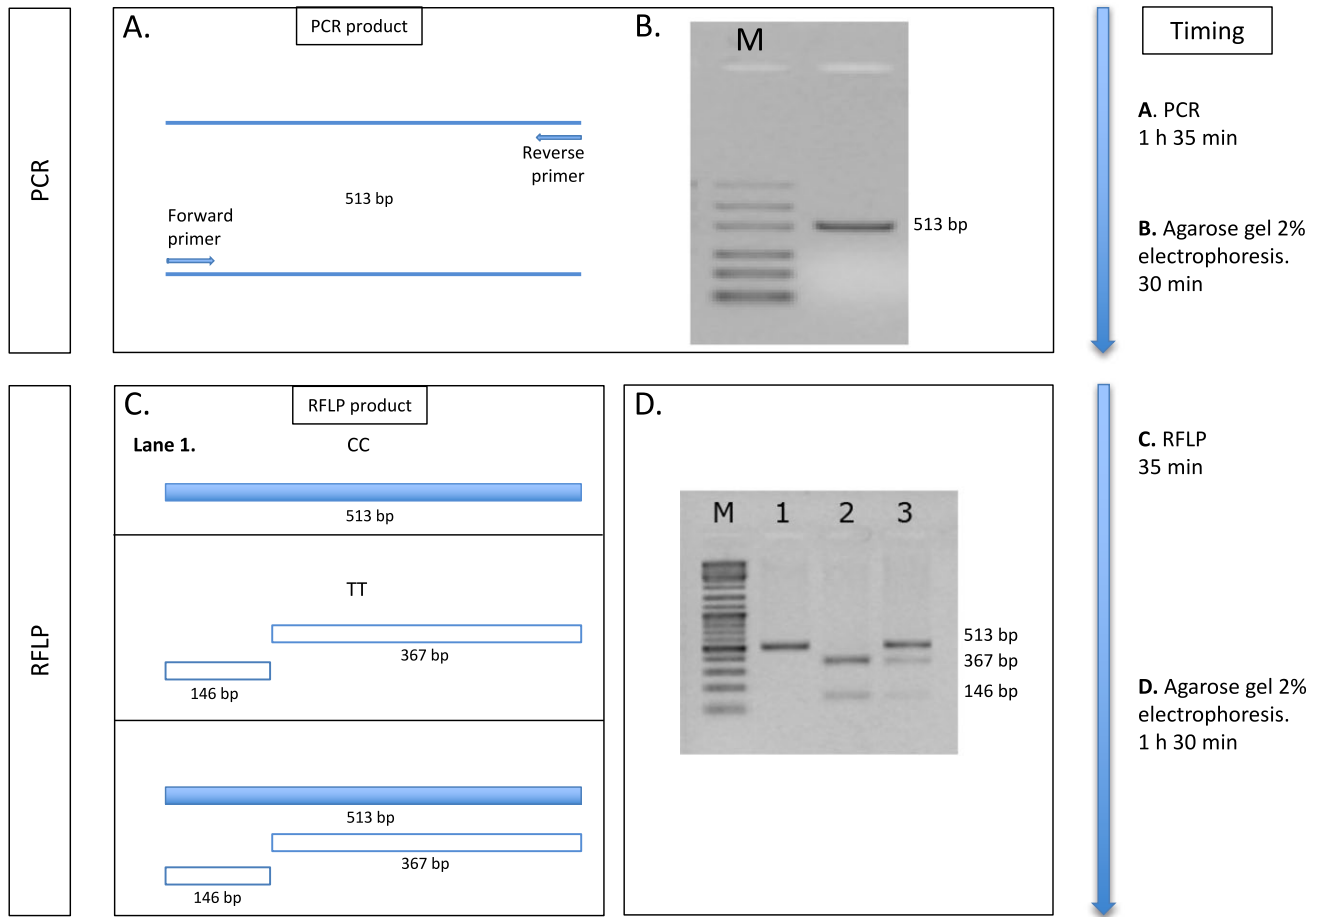 PCR
A.
PCR product
Reverse
primer
513 bp
Forward
primer
B.
M
513 bp
Timing
A. PCR
1 h 35 min
B. Agarose gel 2%
electrophoresis.
30 min
RFLP
C.
RFLP product
Lane 1. CC
513 bp
TT
367 bp
146 bp
513 bp
367 bp
146 bp
D.
M 1 2 3
513 bp
367 bp
146 bp
C. RFLP
35 min
D. Agarose gel 2%
electrophoresis.
1 h 30 min